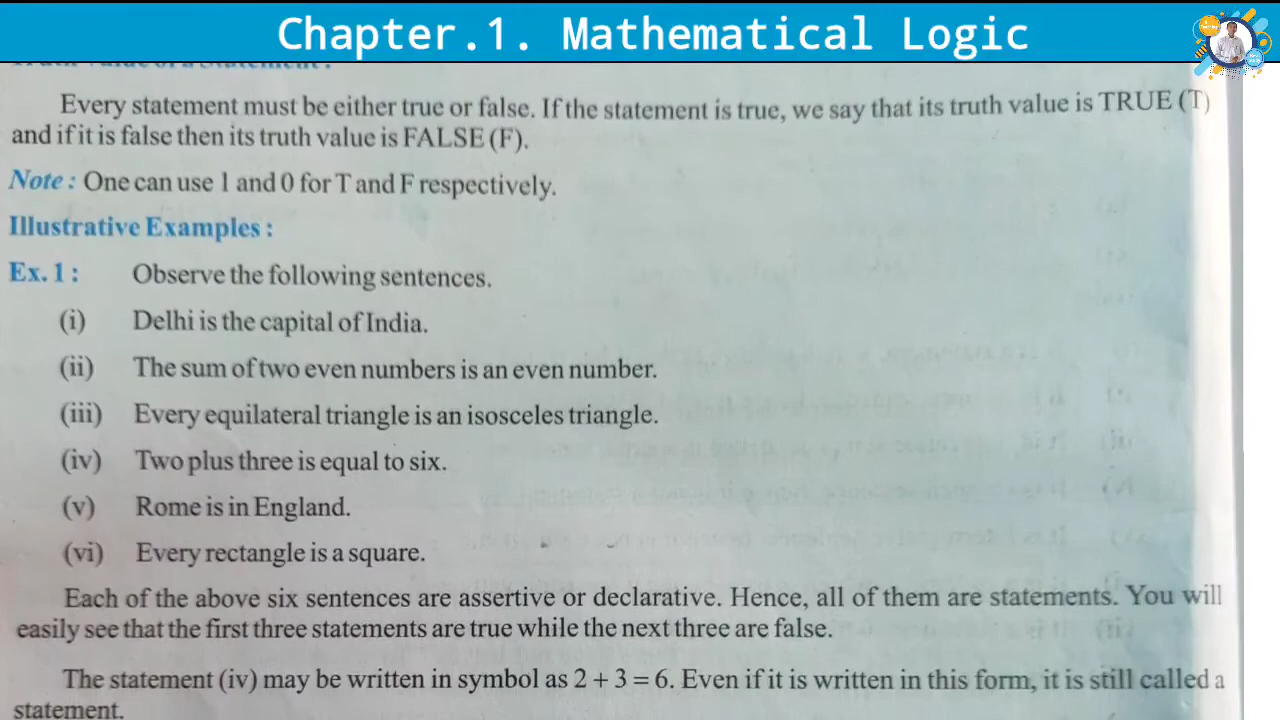 Chapter.1. Mathematical Logic
Every statement must be either true or false. If the statement is true, we say that its truth value is TRUE (T)
and if it is false then its truth value is FALSE (F).
Note : One can use 1 and 0 for T and F respectively.
Illustrative Examples :
Ex. 1 : Observe the following sentences.
(i) Delhi is the capital of India.
(ii) The sum of two even numbers is an even number.
(iii) Every equilateral triangle is an isosceles triangle.
(iv) Two plus three is equal to six.
(v) Rome is in England.
(vi) Every rectangle is a square.
Each of the above six sentences are assertive or declarative. Hence, all of them are statements. You will
easily see that the first three statements are true while the next three are false.
The statement (iv) may be written in symbol as 2 + 3 = 6. Even if it is written in this form, it is still called a
statement.